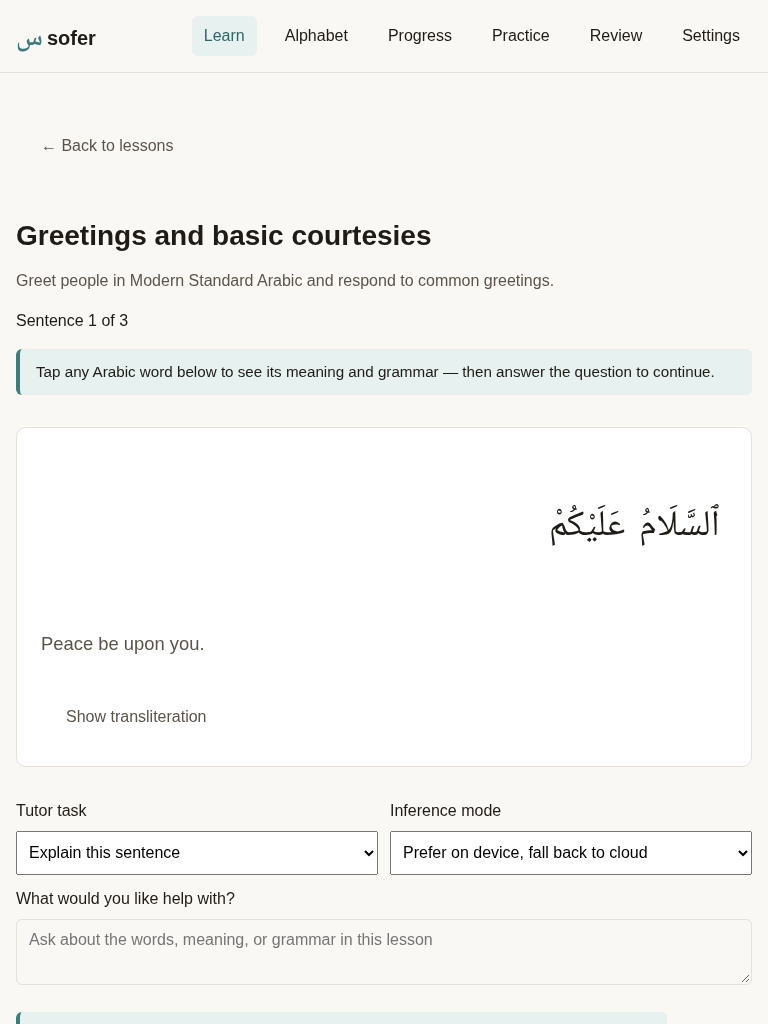 س sofer
Learn
Alphabet
Progress
Practice
Review
Settings
← Back to lessons
Greetings and basic courtesies
Greet people in Modern Standard Arabic and respond to common greetings.
Sentence 1 of 3
Tap any Arabic word below to see its meaning and grammar — then answer the question to continue.
ٱلسَّلَامُ عَلَيْكُمْ
Peace be upon you.
Show transliteration
Tutor task
Inference mode
Explain this sentence
Prefer on device, fall back to cloud
What would you like help with?
Ask about the words, meaning, or grammar in this lesson